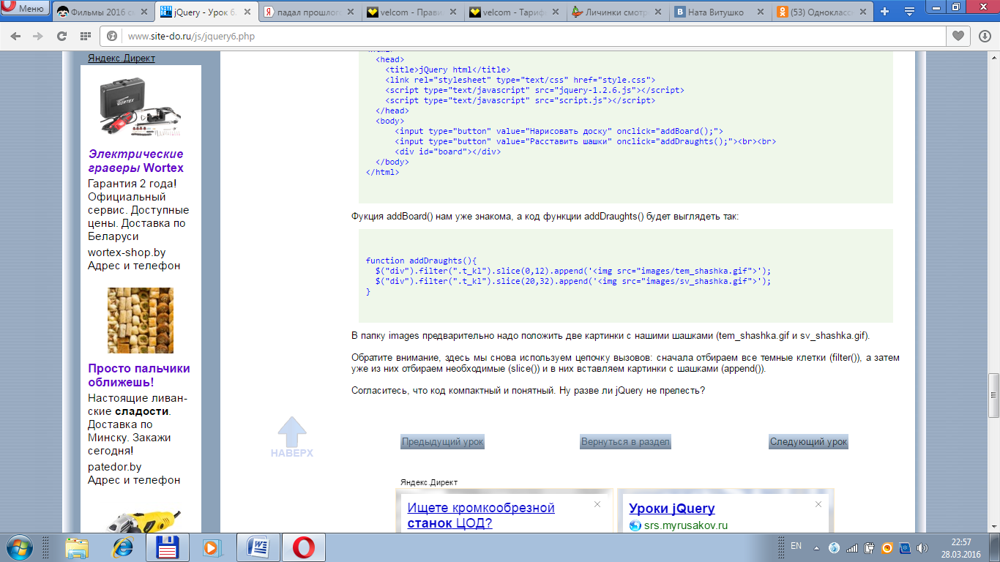 Меню
Фильмы 2016 с
jQuery - Урок 6.
падал прошлого
velcom - Прави
velcom - Тариф
Личинки смотр
Ната Витушко
(53) Однокласс
www.site-do.ru/js/jquery6.php
Яндекс.Директ
WORTEX
Электрические
граверы Wortex
Гарантия 2 года!
Официальный
сервис. Доступные
цены. Доставка по
Беларуси
wortex-shop.by
Адрес и телефон
Просто пальчики
оближешь!
Настоящие ливан-
ские сладости.
Доставка по
Минску. Закажи
сегодня!
patedor.by
Адрес и телефон
<head>
<title>jQuery html</title>
<link rel="stylesheet" type="text/css" href="style.css">
<script type="text/javascript" src="jquery-1.2.6.js"></script>
<script type="text/javascript" src="script.js"></script>
</head>
<body>
<input type="button" value="Нарисовать доску" onclick="addBoard();">
<input type="button" value="Расставить шашки" onclick="addDraughts();"><br><br>
<div id="board"></div>
</body>
</html>
Фукция addBoard() нам уже знакома, а код функции addDraughts() будет выглядеть так:
function addDraughts(){
$("div").filter(".t_kl").slice(0,12).append('<img src="images/tem_shashka.gif">');
$("div").filter(".t_kl").slice(20,32).append('<img src="images/sv_shashka.gif">');
}
В папку images предварительно надо положить две картинки с нашими шашками (tem_shashka.gif и sv_shashka.gif).
Обратите внимание, здесь мы снова используем цепочку вызовов: сначала отбираем все темные клетки (filter()), а затем
уже из них отбираем необходимые (slice()) и в них вставляем картинки с шашками (append()).
Согласитесь, что код компактный и понятный. Ну разве ли jQuery не прелесть?
НАВЕРХ
Предыдущий урок
Вернуться в раздел
Следующий урок
Яндекс.Директ
Ищете кромкообрезной
станок ЦОД?
Уроки jQuery
srs.myrusakov.ru
EN
22:57
28.03.2016